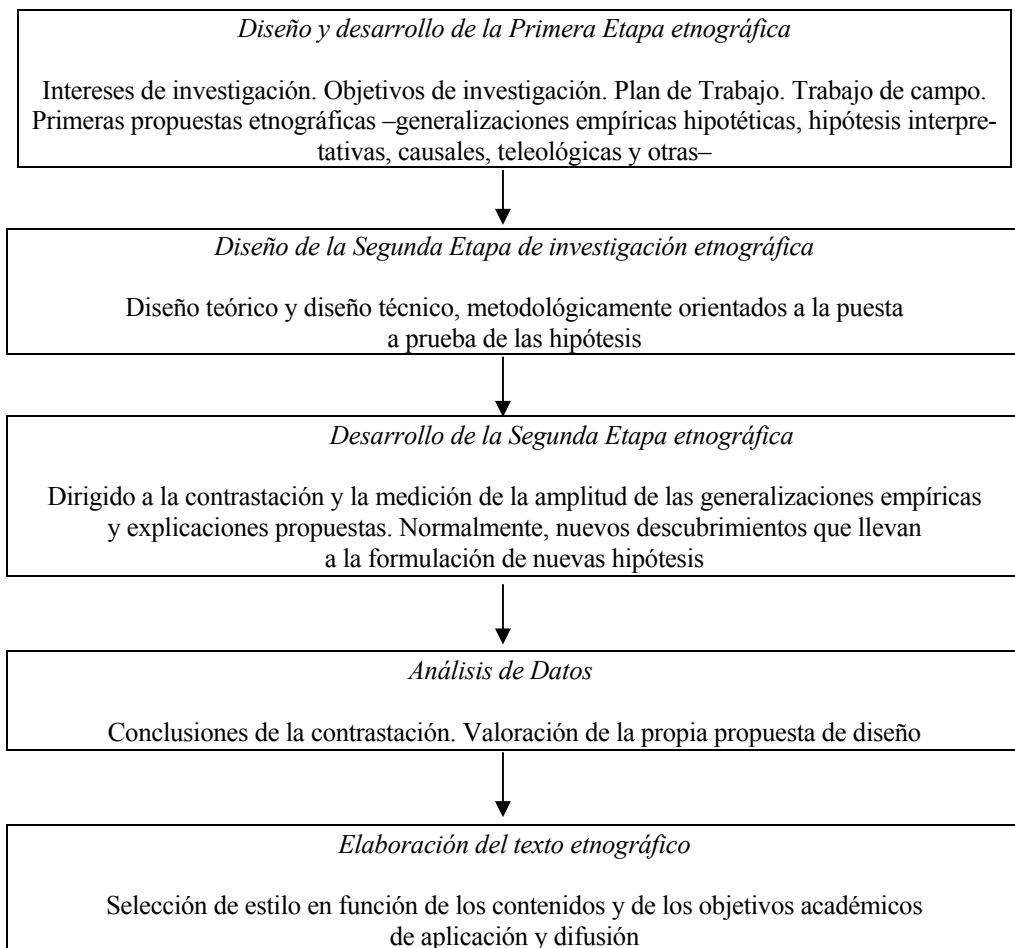 Diseño y desarrollo de la Primera Etapa etnográfica
Intereses de investigación. Objetivos de investigación. Plan de Trabajo. Trabajo de campo.
Primeras propuestas etnográficas –generalizaciones empíricas hipotéticas, hipótesis interpre-
tativas, causales, teleológicas y otras–
Diseño de la Segunda Etapa de investigación etnográfica
Diseño teórico y diseño técnico, metodológicamente orientados a la puesta
a prueba de las hipótesis
Desarrollo de la Segunda Etapa etnográfica
Dirigido a la contrastación y la medición de la amplitud de las generalizaciones empíricas
y explicaciones propuestas. Normalmente, nuevos descubrimientos que llevan
a la formulación de nuevas hipótesis
Análisis de Datos
Conclusiones de la contrastación. Valoración de la propia propuesta de diseño
Elaboración del texto etnográfico
Selección de estilo en función de los contenidos y de los objetivos académicos
de aplicación y difusión